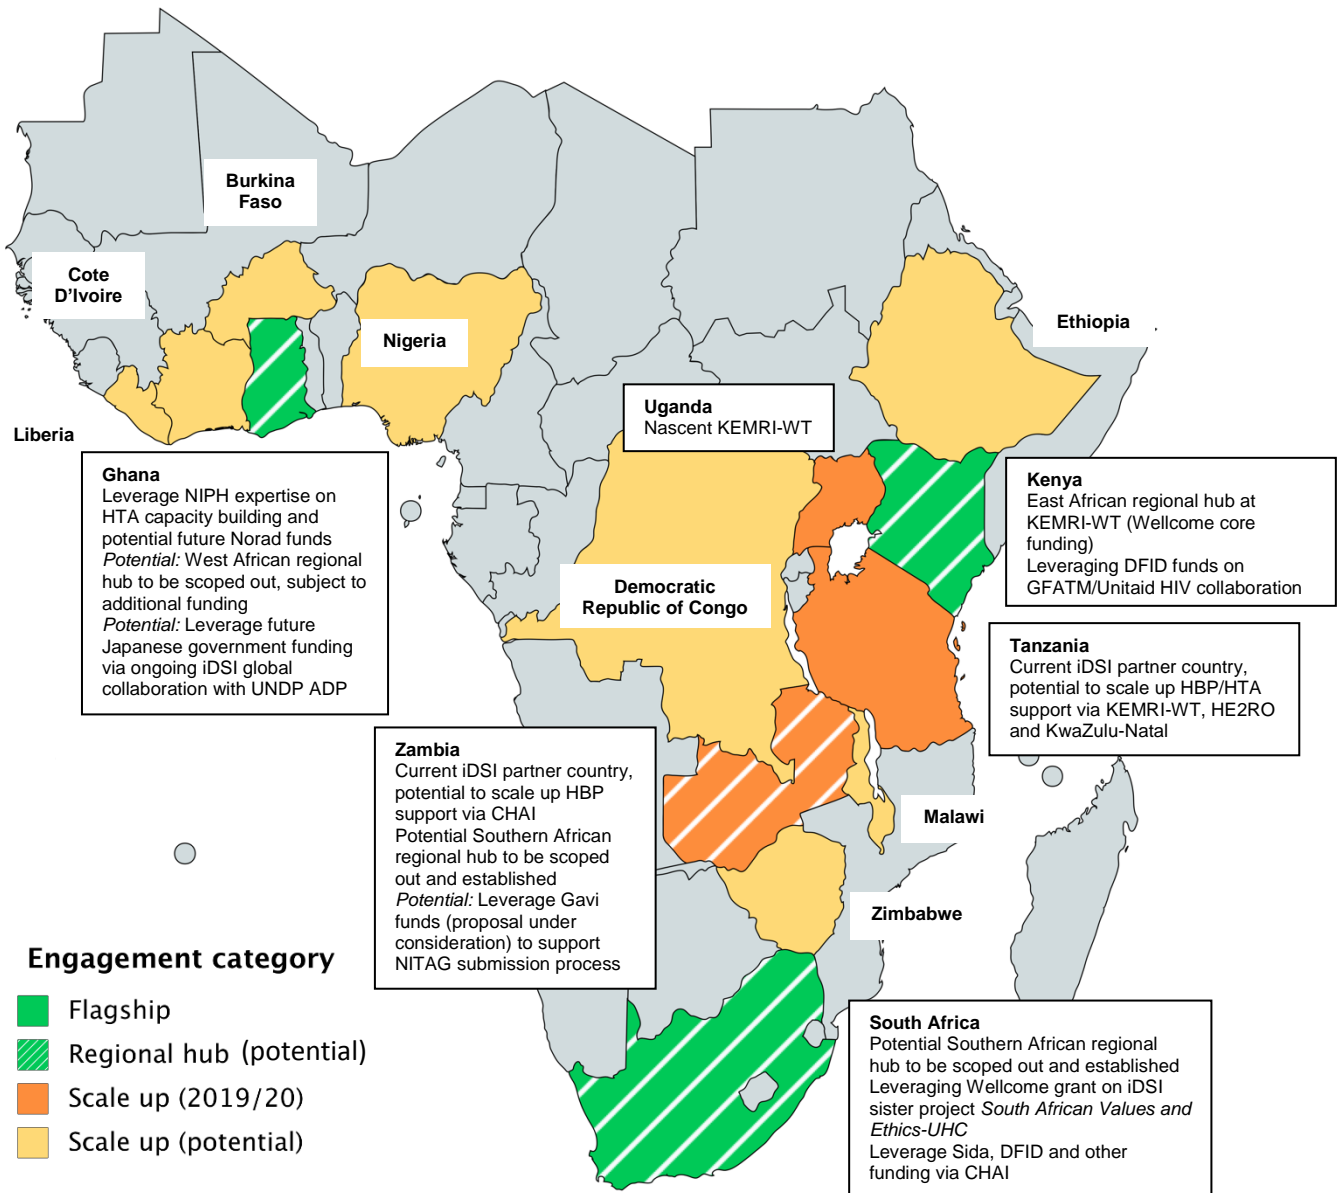 Burkina
Faso
Cote
D'Ivoire
Nigeria
Ethiopia
Uganda
Nascent KEMRI-WT
Liberia
Ghana
Leverage NIPH expertise on
HTA capacity building and
potential future Norad funds
Potential: West African regional
hub to be scoped out, subject to
additional funding
Potential: Leverage future
Japanese government funding
via ongoing iDSI global
collaboration with UNDP ADP
Kenya
East African regional hub at
KEMRI-WT (Wellcome core
funding)
Leveraging DFID funds on
GFATM/Unitaid HIV collaboration
Democratic
Republic of Congo
Tanzania
Current iDSI partner country,
potential to scale up HBP/HTA
support via KEMRI-WT, HE2RO
and KwaZulu-Natal
Zambia
Current iDSI partner country,
potential to scale up HBP
support via CHAI
Potential Southern African
regional hub to be scoped
out and established
Potential: Leverage Gavi
funds (proposal under
consideration) to support
NITAG submission process
Malawi
Zimbabwe
Engagement category
Flagship
Regional hub (potential)
Scale up (2019/20)
Scale up (potential)
South Africa
Potential Southern African regional
hub to be scoped out and established
Leveraging Wellcome grant on iDSI
sister project South African Values and
Ethics-UHC
Leverage Sida, DFID and other
funding via CHAI